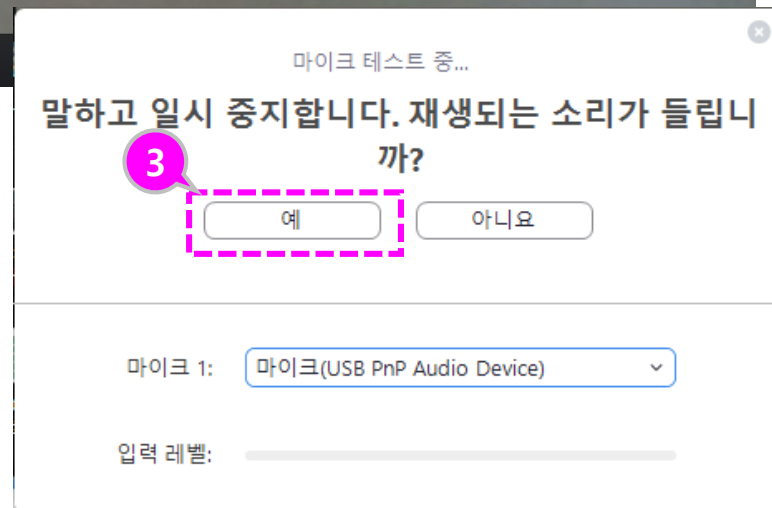 마이크 테스트 중...
말하고 일시 중지합니다. 재생되는 소리가 들립니
까?
3
예
아니요
마이크 1:
마이크(USB PnP Audio Device)
입력 레벨: